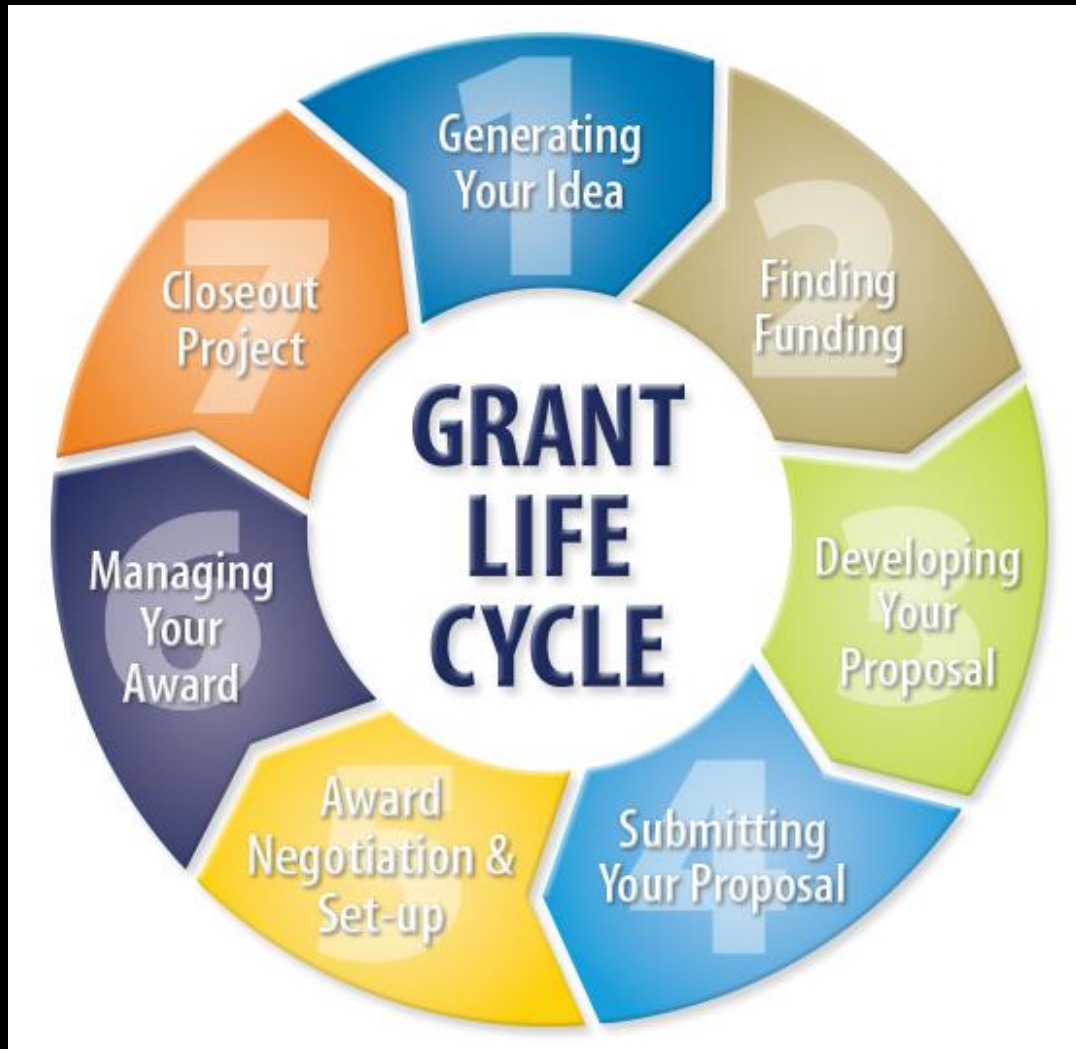 1
Generating
Your Idea
2
Finding
Funding
3
Developing
Your
Proposal
4
Submitting
Your Proposal
5
Award
Negotiation &
Set-up
6
Managing
Your
Award
7
Closeout
Project
GRANT
LIFE
CYCLE